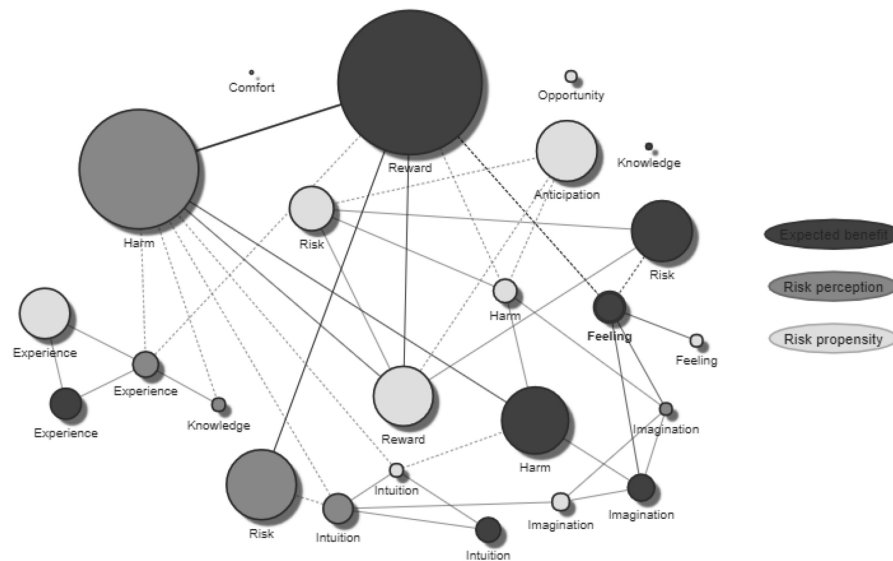 Comfort
Opportunity
Reward
Knowledge
Anticipation
Harm
Risk
Risk
Expected benefit
Risk perception
Harm
Feeling
Risk propensity
Experience
Feeling
Experience
Experience
Knowledge
Reward
Imagination
Harm
Intuition
Risk
Intuition
Imagination
Imagination
Intuition